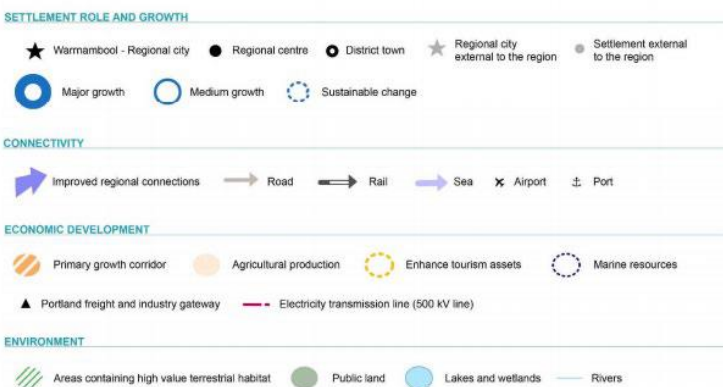 SETTLEMENT ROLE AND GROWTH
Warrnambool - Regional city
Regional centre
District town
Regional city
external to the region
Settlement external
to the region
Major growth
Medium growth
Sustainable change
CONNECTIVITY
Improved regional connections
Road
Rail
Sea
Airport
Port
ECONOMIC DEVELOPMENT
Primary growth corridor
Agricultural production
Enhance tourism assets
Marine resources
Portland freight and industry gateway
Electricity transmission line (500 kV line)
ENVIRONMENT
Areas containing high value terrestrial habitat
Public land
Lakes and wetlands
Rivers